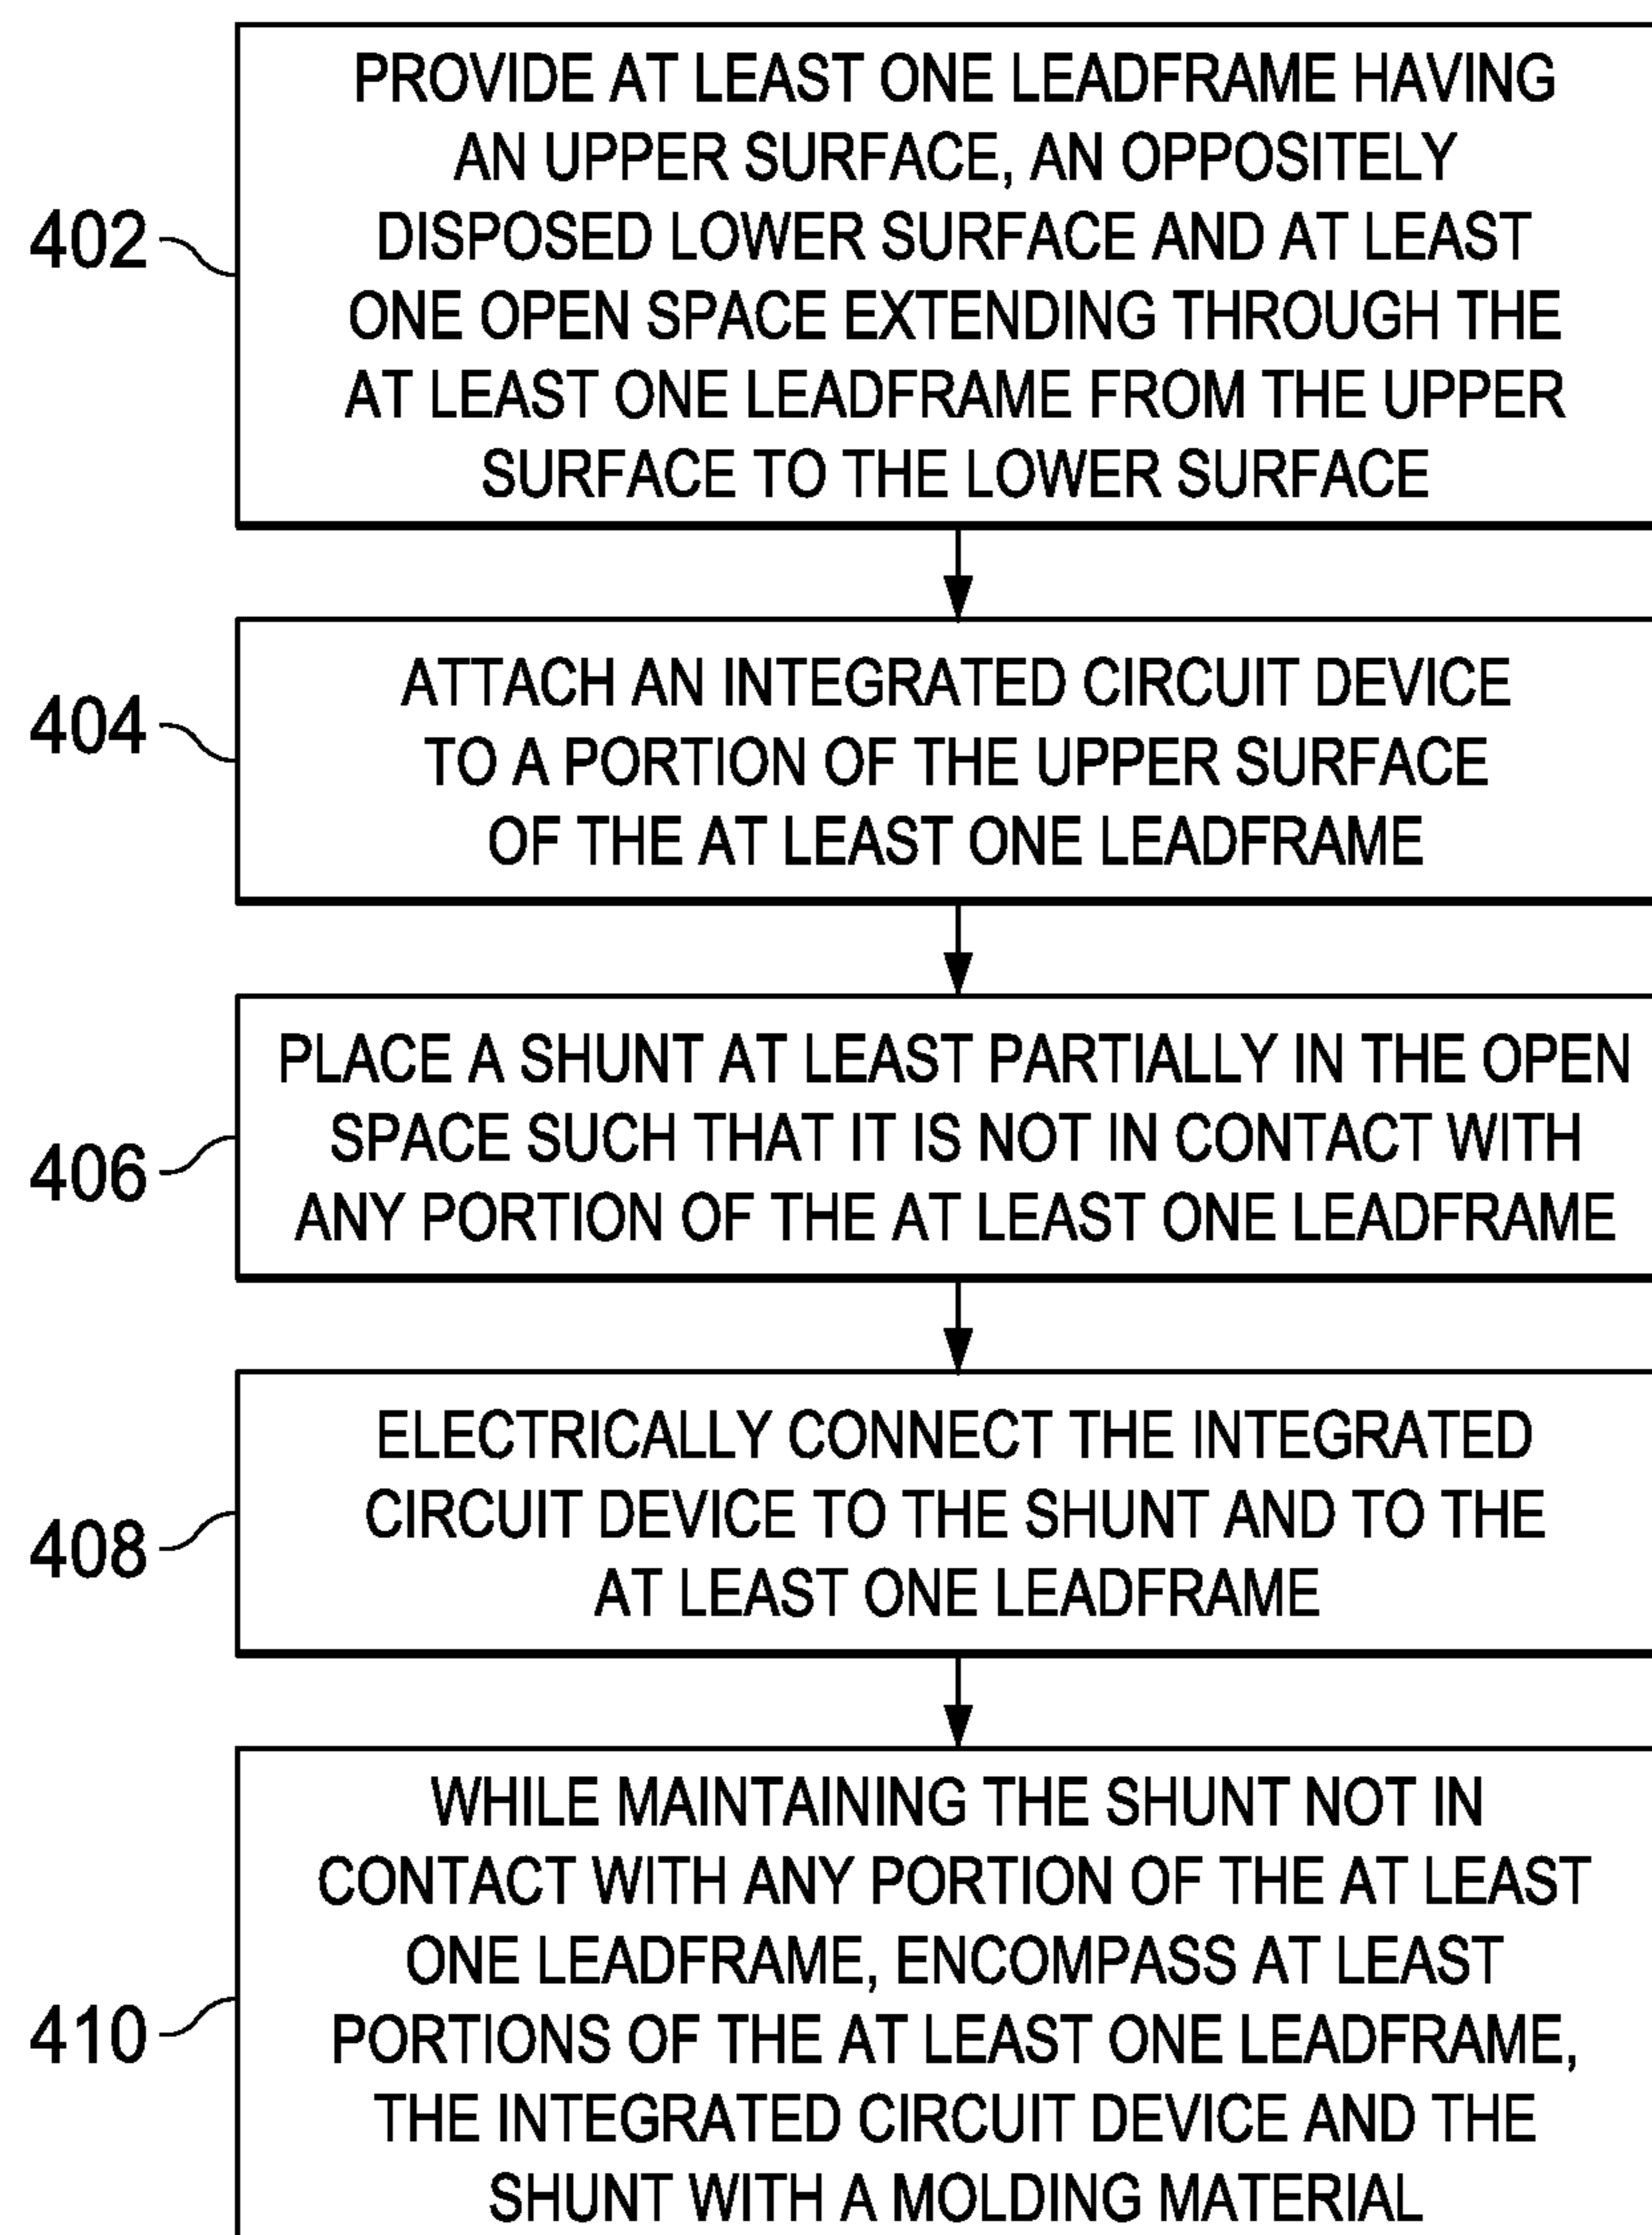 PROVIDE AT LEAST ONE LEADFRAME HAVING
AN UPPER SURFACE, AN OPPOSITELY
DISPOSED LOWER SURFACE AND AT LEAST
ONE OPEN SPACE EXTENDING THROUGH THE
AT LEAST ONE LEADFRAME FROM THE UPPER
SURFACE TO THE LOWER SURFACE
402
ATTACH AN INTEGRATED CIRCUIT DEVICE
TO A PORTION OF THE UPPER SURFACE
OF THE AT LEAST ONE LEADFRAME
404
PLACE A SHUNT AT LEAST PARTIALLY IN THE OPEN
SPACE SUCH THAT IT IS NOT IN CONTACT WITH
ANY PORTION OF THE AT LEAST ONE LEADFRAME
406
ELECTRICALLY CONNECT THE INTEGRATED
CIRCUIT DEVICE TO THE SHUNT AND TO THE
AT LEAST ONE LEADFRAME
408
WHILE MAINTAINING THE SHUNT NOT IN
CONTACT WITH ANY PORTION OF THE AT LEAST
ONE LEADFRAME, ENCOMPASS AT LEAST
PORTIONS OF THE AT LEAST ONE LEADFRAME,
THE INTEGRATED CIRCUIT DEVICE AND THE
SHUNT WITH A MOLDING MATERIAL
410